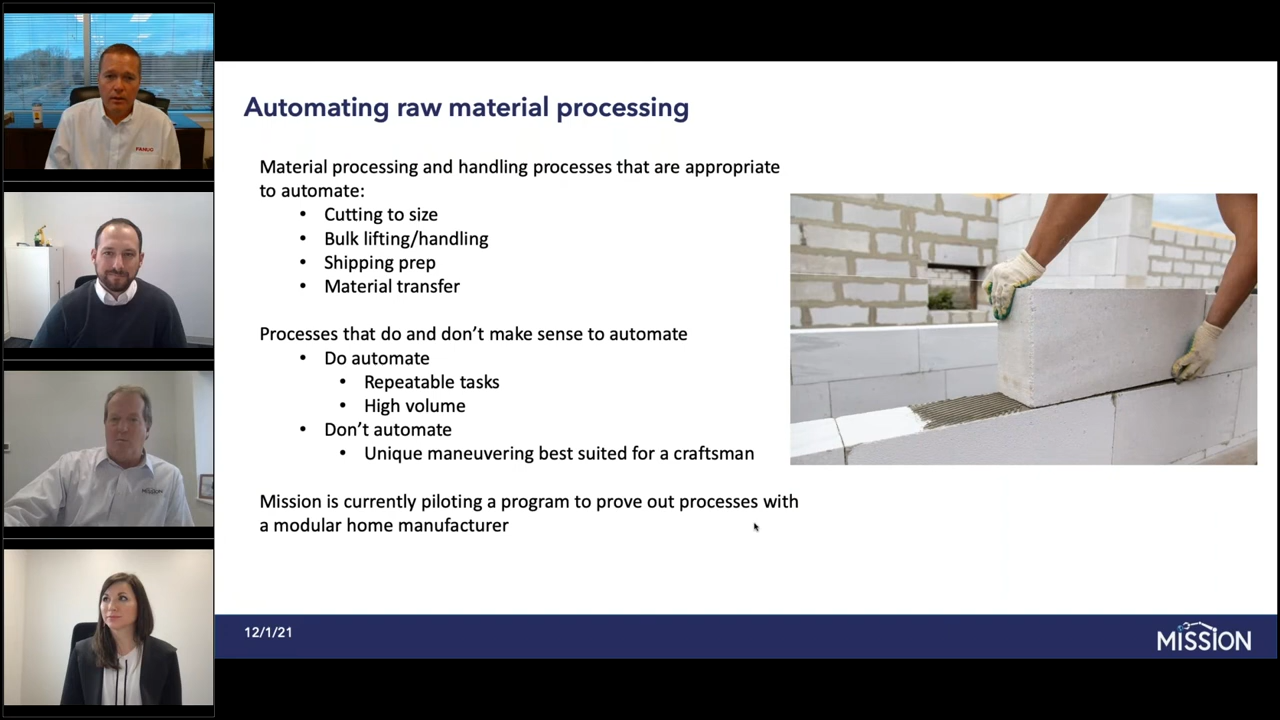 FANUC
MISSION
Automating raw material processing
Material processing and handling processes that are appropriate
to automate:
• Cutting to size
• Bulk lifting/handling
• Shipping prep
• Material transfer
Processes that do and don’t make sense to automate
• Do automate
• Repeatable tasks
• High volume
• Don’t automate
• Unique maneuvering best suited for a craftsman
Mission is currently piloting a program to prove out processes with
a modular home manufacturer
12/1/21
MISSION